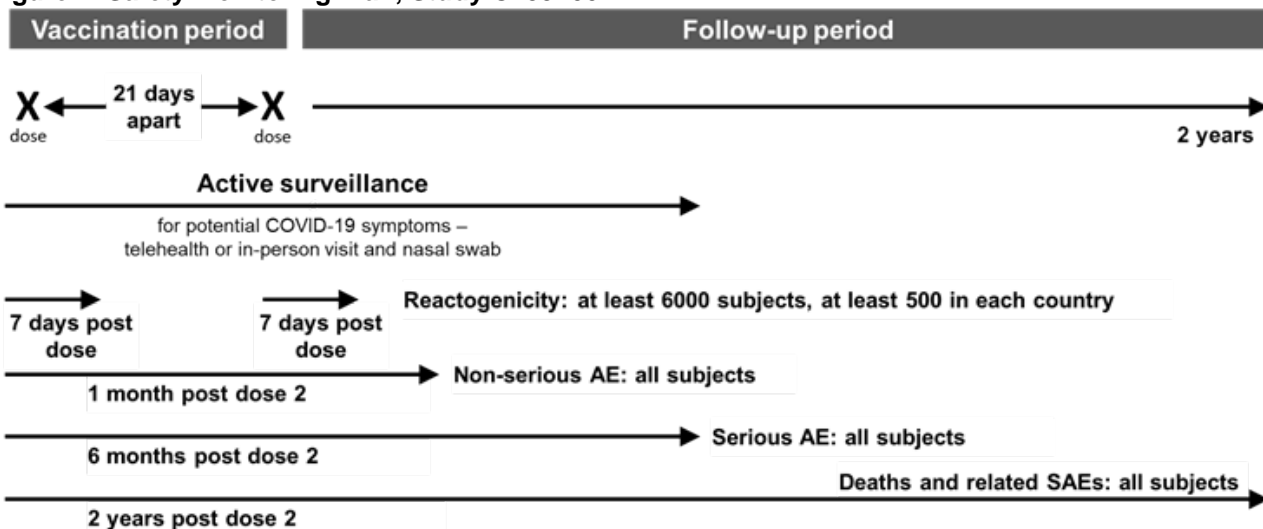 Vaccination period
Follow-up period
X
21 days
apart
X
dose
dose
2 years
Active surveillance
for potential COVID-19 symptoms –
telehealth or in-person visit and nasal swab
Reactogenicity: at least 6000 subjects, at least 500 in each country
7 days post
dose
7 days post
dose
Non-serious AE: all subjects
1 month post dose 2
Serious AE: all subjects
6 months post dose 2
Deaths and related SAEs: all subjects
2 years post dose 2